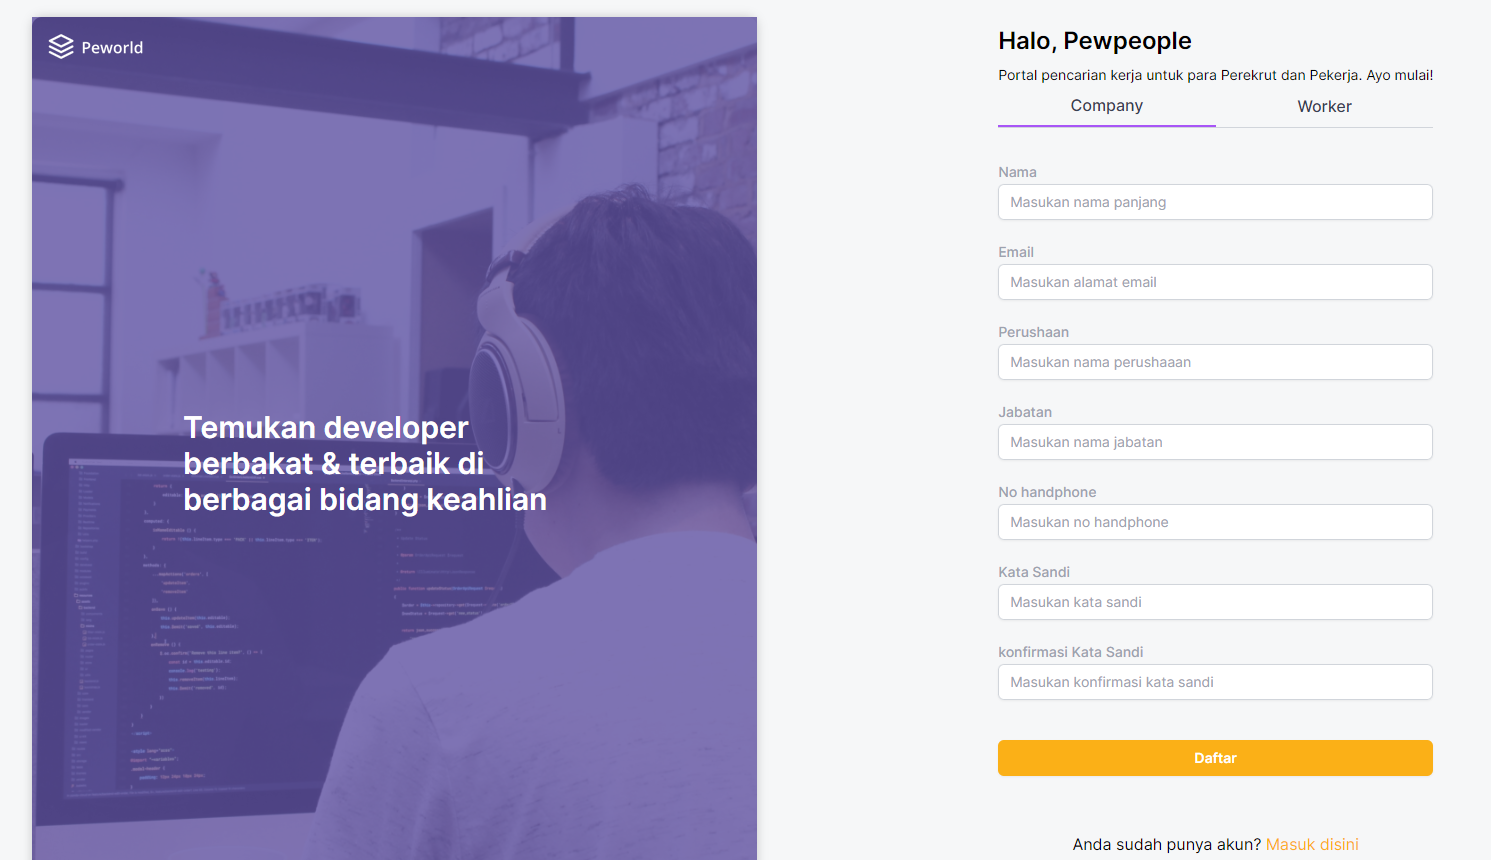 Peworld
Temukan developer
berbakat & terbaik di
berbagai bidang keahlian
Halo, Pewpeople
Portal pencarian kerja untuk para Perekrut dan Pekerja. Ayo mulai!
Company
Worker
Nama
Masukan nama panjang
Email
Masukan alamat email
Perushaan
Masukan nama perushaaan
Jabatan
Masukan nama jabatan
No handphone
Masukan no handphone
Kata Sandi
Masukan kata sandi
konfirmasi Kata Sandi
Masukan konfirmasi kata sandi
Daftar
Anda sudah punya akun? Masuk disini